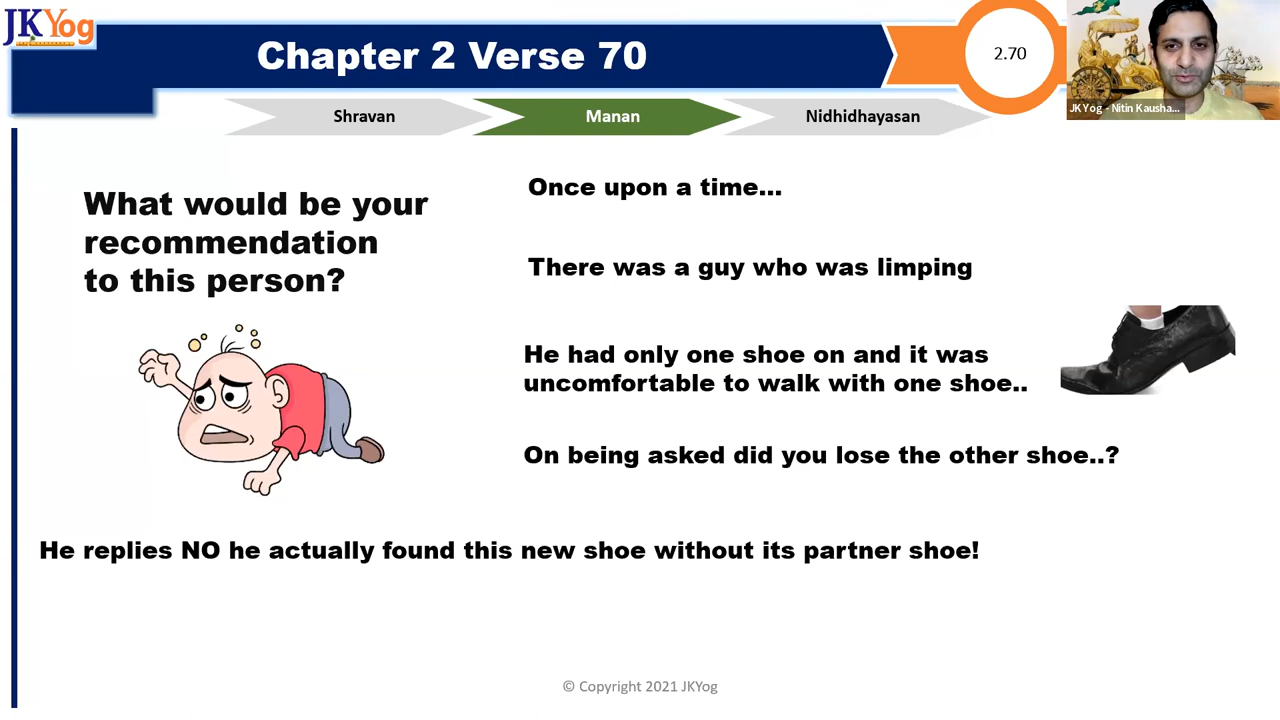 JKYog
Chapter 2 Verse 70
2.70
JKYog - Nitin Kausha...
Shravan
Manan
Nidhidhayasan
What would be your
recommendation
to this person?
Once upon a time...
There was a guy who was limping
He had only one shoe on and it was
uncomfortable to walk with one shoe..
On being asked did you lose the other shoe..?
He replies NO he actually found this new shoe without its partner shoe!
© Copyright 2021 JKYog